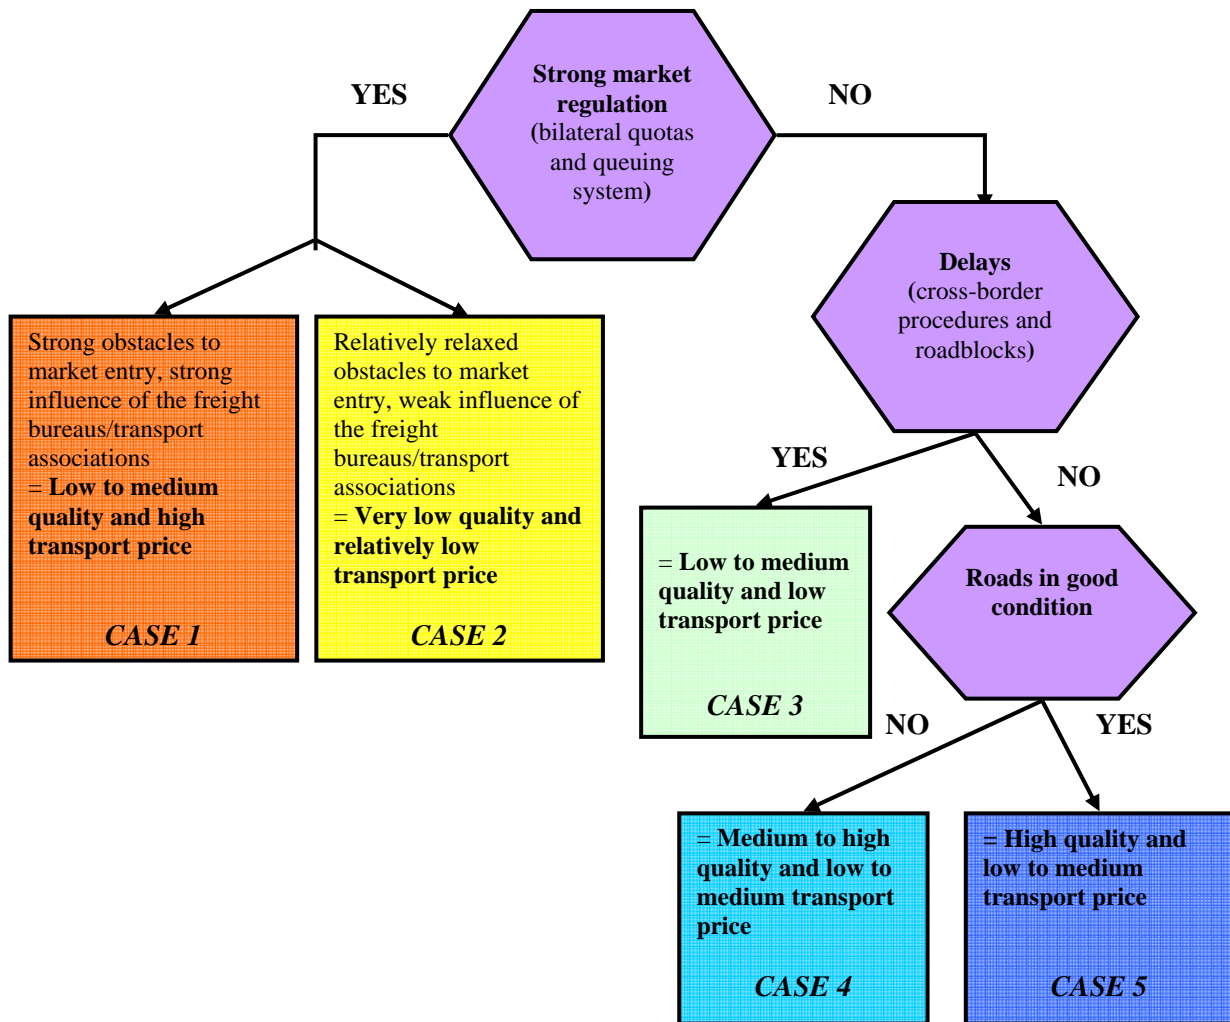 YES
Strong market
regulation
(bilateral quotas
and queuing
system)
NO
Delays
(cross-border
procedures and
roadblocks)
Strong obstacles to
market entry, strong
influence of the freight
bureaus/transport
associations
= Low to medium
quality and high
transport price
CASE 1
Relatively relaxed
obstacles to market
entry, weak influence of
the freight
bureaus/transport
associations
= Very low quality and
relatively low
transport price
CASE 2
YES
NO
= Low to medium
quality and low
transport price
CASE 3
Roads in good
condition
NO
YES
= Medium to high
quality and low to
medium transport
price
CASE 4
= High quality and
low to medium
transport price
CASE 5